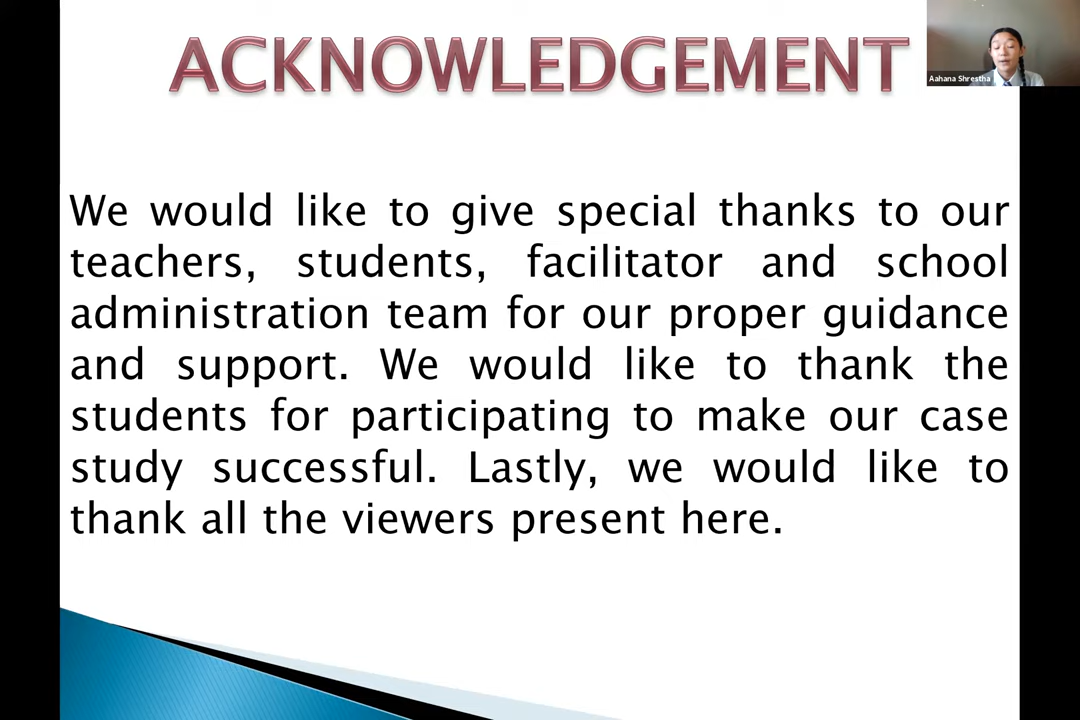 ACKNOWLEDGEMENT
Aahana Shrestha
We would like to give special thanks to our
teachers, students, facilitator and school
administration team for our proper guidance
and support. We would like to thank the
students for participating to make our case
study successful. Lastly, we would like to
thank all the viewers present here.